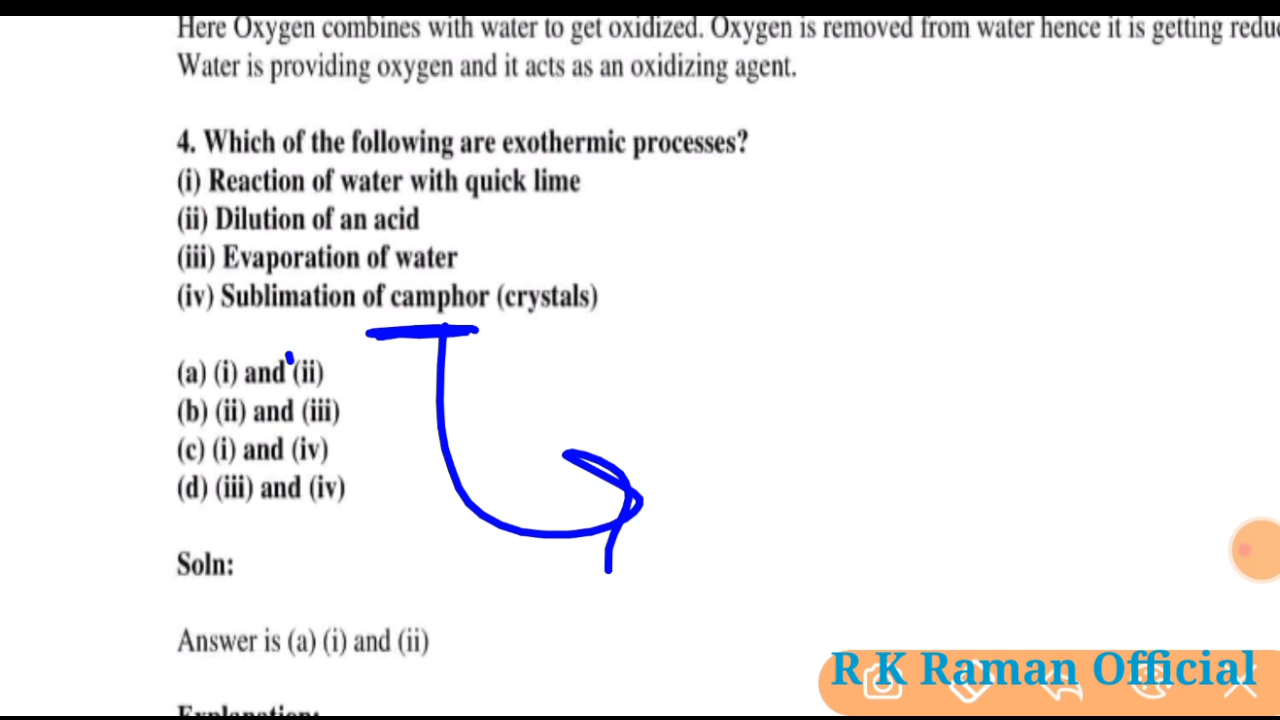 Here Oxygen combines with water to get oxidized. Oxygen is removed from water hence it is getting
Water is providing oxygen and it acts as an oxidizing agent.
4. Which of the following are exothermic processes?
(i) Reaction of water with quick lime
(ii) Dilution of an acid
(iii) Evaporation of water
(iv) Sublimation of camphor (crystals)
(a) (i) and (ii)
(b) (ii) and (iii)
(c) (i) and (iv)
(d) (iii) and (iv)
Soln:
Answer is (a) (i) and (ii)
R K Raman Official